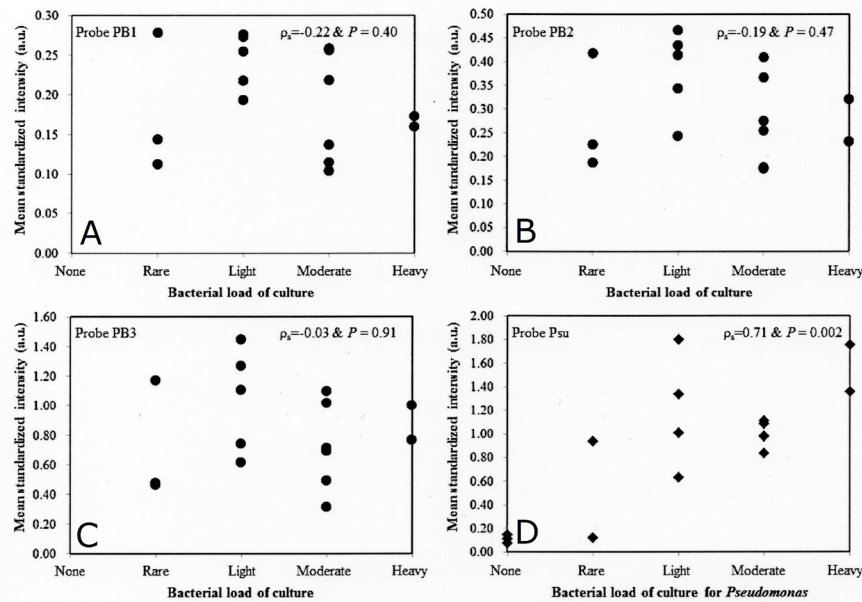 Probe PB1
ρs=-0.22 & P = 0.40
Mean standardized intensity (a.u.)
0.30
0.25
0.20
0.15
0.10
0.05
0.00
A
None Rare Light Moderate Heavy
Bacterial load of culture
Probe PB2
ρs=-0.19 & P = 0.47
Mean standardized intensity (a.u.)
0.50
0.45
0.40
0.35
0.30
0.25
0.20
0.15
0.10
0.05
0.00
B
None Rare Light Moderate Heavy
Bacterial load of culture
Probe PB3
ρs=-0.03 & P = 0.91
Mean standardized intensity (a.u.)
1.60
1.40
1.20
1.00
0.80
0.60
0.40
0.20
0.00
C
None Rare Light Moderate Heavy
Bacterial load of culture
Probe Psu
ρs=0.71 & P = 0.002
Mean standardized intensity (a.u.)
2.00
1.80
1.60
1.40
1.20
1.00
0.80
0.60
0.40
0.20
0.00
D
None Rare Light Moderate Heavy
Bacterial load of culture for Pseudomonas